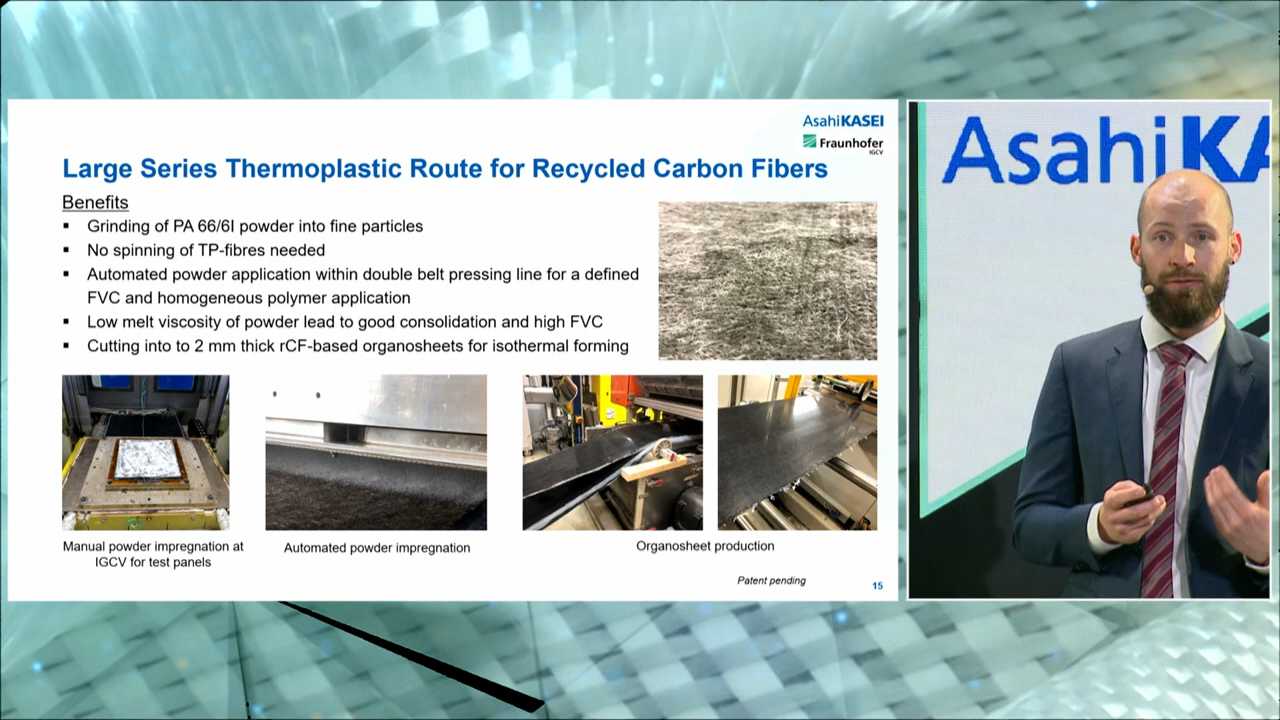 AsahiKASEI
Fraunhofer
IGCV
Large Series Thermoplastic Route for Recycled Carbon Fibers
Benefits
▪ Grinding of PA 66/6I powder into fine particles
▪ No spinning of TP-fibres needed
▪ Automated powder application within double belt pressing line for a defined
FVC and homogeneous polymer application
▪ Low melt viscosity of powder lead to good consolidation and high FVC
▪ Cutting into to 2 mm thick rCF-based organosheets for isothermal forming
Manual powder impregnation at
IGCV for test panels
Automated powder impregnation
Organosheet production
Patent pending
15
AsahiKA